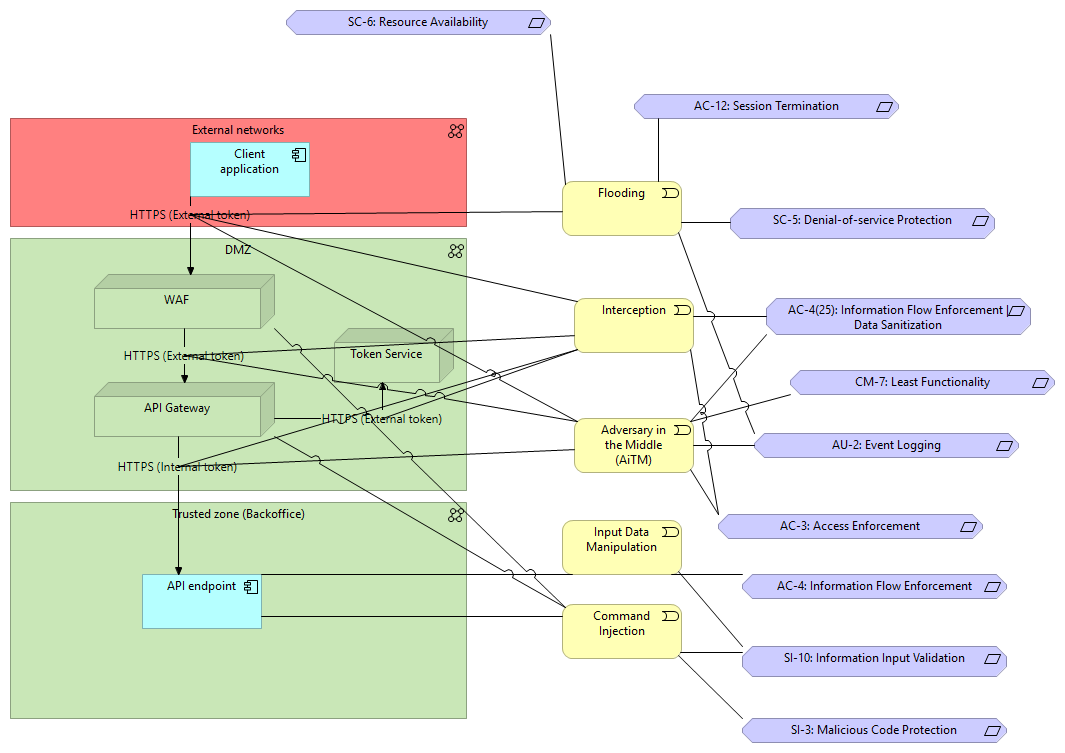 SC-6: Resource Availability
AC-12: Session Termination
External networks
Client
application
HTTPS (External token)
Flooding
SC-5: Denial-of-service Protection
DMZ
WAF
Interception
AC-4(25): Information Flow Enforcement |
Data Sanitization
HTTPS (External token)
Token Service
CM-7: Least Functionality
API Gateway
HTTPS (External token)
Adversary in
the Middle
(AiTM)
AU-2: Event Logging
HTTPS (Internal token)
Trusted zone (Backoffice)
AC-3: Access Enforcement
Input Data
Manipulation
API endpoint
AC-4: Information Flow Enforcement
Command
Injection
SI-10: Information Input Validation
SI-3: Malicious Code Protection